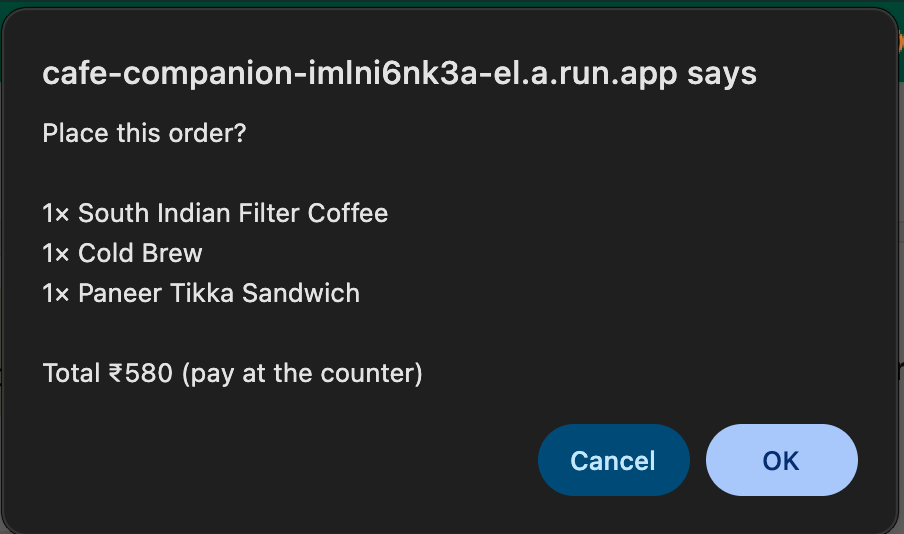 cafe-companion-imlni6nk3a-el.a.run.app says
Place this order?
1× South Indian Filter Coffee
1× Cold Brew
1× Paneer Tikka Sandwich
Total ₹580 (pay at the counter)
Cancel
OK